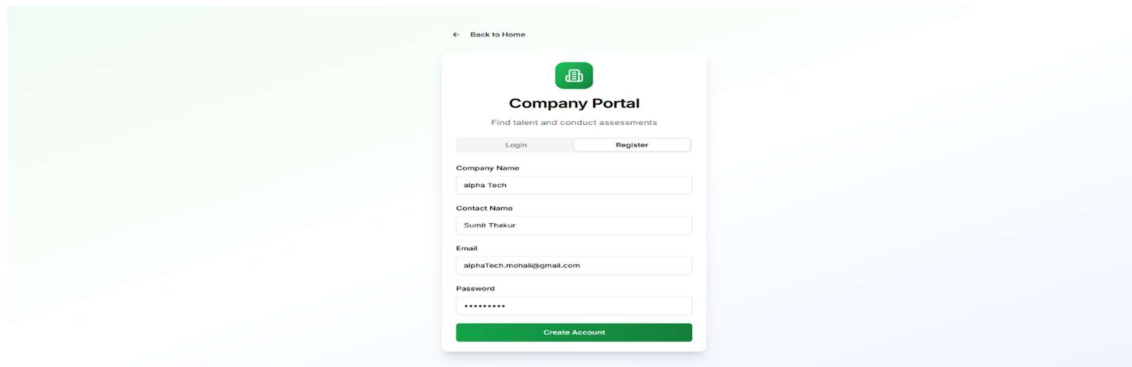 ← Back to Home
Company Portal
Find talent and conduct assessments
Login Register
Company Name
alpha Tech
Contact Name
Sumit Thakur
Email
alphaTech.mohali@gmail.com
Password
•••••••••
Create Account